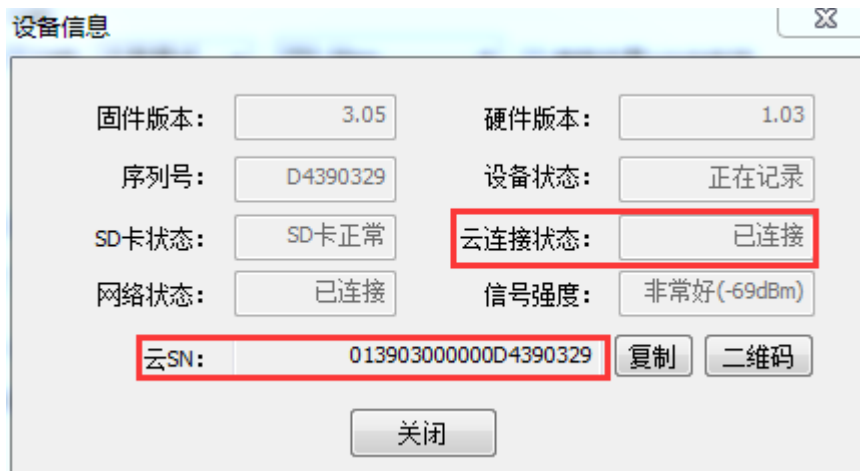 设备信息
固件版本： 3.05 硬件版本： 1.03
序列号： D4390329 设备状态： 正在记录
SD卡状态： SD卡正常 云连接状态： 已连接
网络状态： 已连接 信号强度： 非常好(-69dBm)
云SN： 013903000000D4390329 复制 二维码
关闭